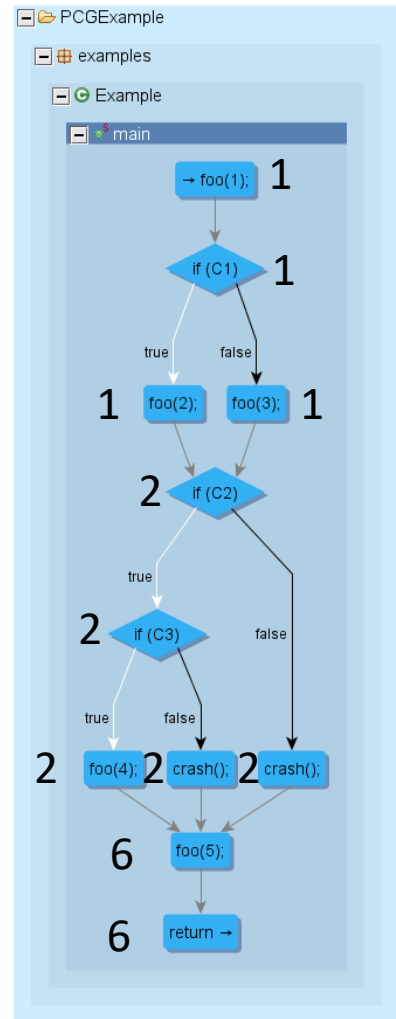 PCGExample
examples
Example
main
→ foo(1); 1
if (C1) 1
true false
1 foo(2); foo(3); 1
2 if (C2)
true
2 if (C3) false
true false
2 foo(4); 2 crash(); 2 crash();
6 foo(5);
6 return →